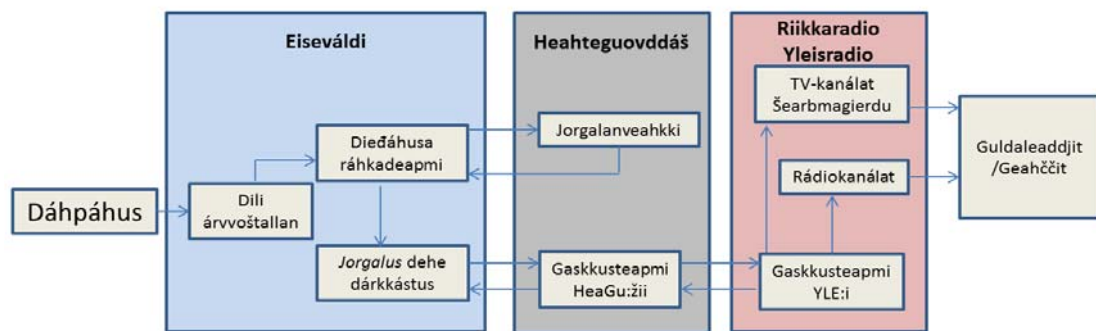 Eiseváldi
Heahteguovddáš
Riikkaradio
Yleisradio
TV-kanálat
Šearbmagierdu
Dieđáhusa
ráhkadeapmi
Jorgalanveahkki
Guldaleaddjit
/Geahččit
Rádiokanálat
Dáhpáhus
Dili
árvvoštallan
Jorgalus dehe
dárkkástus
Gaskkusteapmi
HeaGu:žii
Gaskkusteapmi
YLE:i